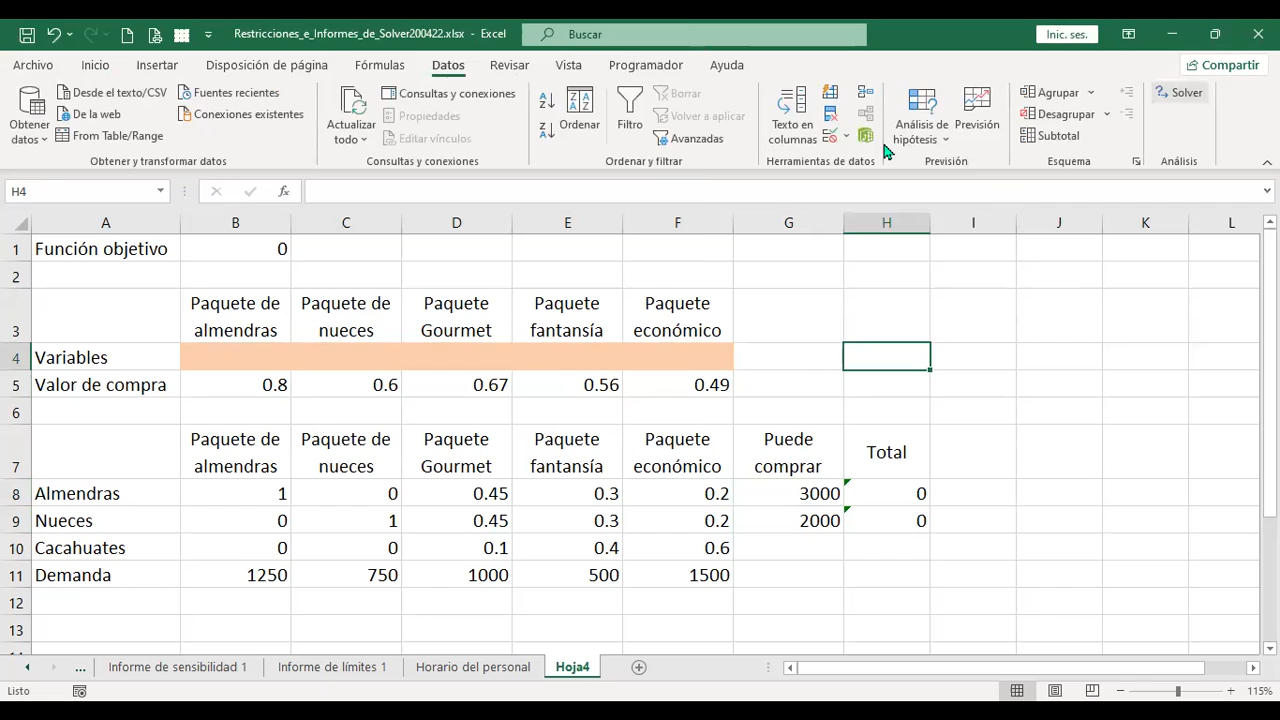 Restricciones_e_Informes_de_Solver200422.xlsx - Excel
Buscar
Inic. ses.
Archivo Inicio Insertar Disposición de página Fórmulas Datos Revisar Vista Programador Ayuda Compartir
Obtener datos
Desde el texto/CSV
De la web
From Table/Range
Fuentes recientes
Conexiones existentes
Obtener y transformar datos
Actualizar todo
Consultas y conexiones
Propiedades
Editar vínculos
Consultas y conexiones
Ordenar
Filtro
Borrar
Volver a aplicar
Avanzadas
Ordenar y filtrar
Texto en columnas
Herramientas de datos
Análisis de hipótesis
Previsión
Previsión
Agrupar
Desagrupar
Subtotal
Esquema
Solver
Análisis
H4
fx
A B C D E F G H I J K L
1 Función objetivo 0
2
3 Paquete de almendras Paquete de nueces Paquete Gourmet Paquete fantansía Paquete económico
4 Variables
5 Valor de compra 0.8 0.6 0.67 0.56 0.49
6
7 Paquete de almendras Paquete de nueces Paquete Gourmet Paquete fantansía Paquete económico Puede comprar Total
8 Almendras 1 0 0.45 0.3 0.2 3000 0
9 Nueces 0 1 0.45 0.3 0.2 2000 0
10 Cacahuates 0 0 0.1 0.4 0.6
11 Demanda 1250 750 1000 500 1500
12
13
... Informe de sensibilidad 1 Informe de límites 1 Horario del personal Hoja4
Listo
115%